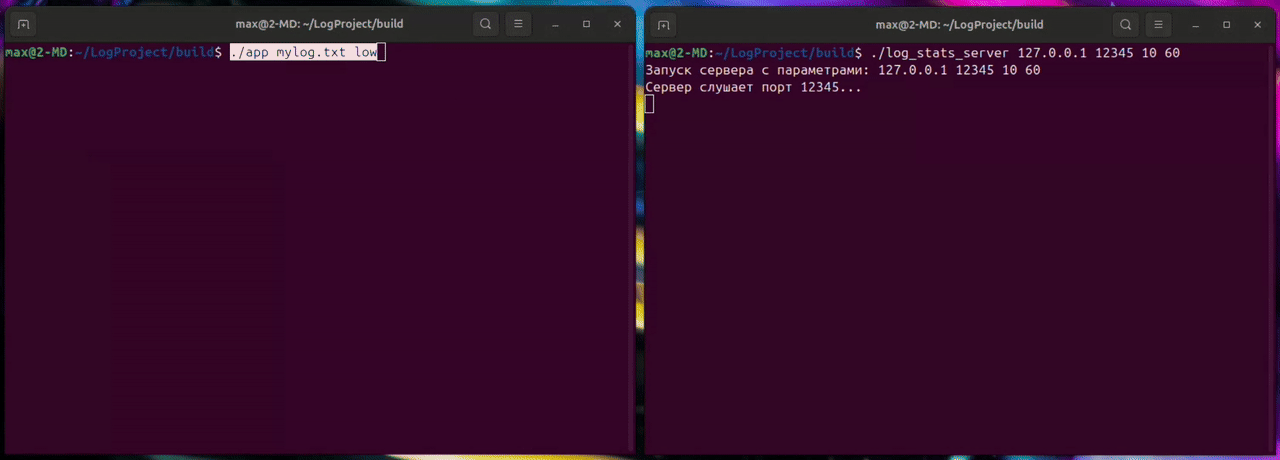 max@2-MD: ~/LogProject/build
max@2-MD:~/LogProject/build$ ./app mylog.txt low
max@2-MD: ~/LogProject/build
max@2-MD:~/LogProject/build$ ./log_stats_server 127.0.0.1 12345 10 60
Запуск сервера с параметрами: 127.0.0.1 12345 10 60
Сервер слушает порт 12345...